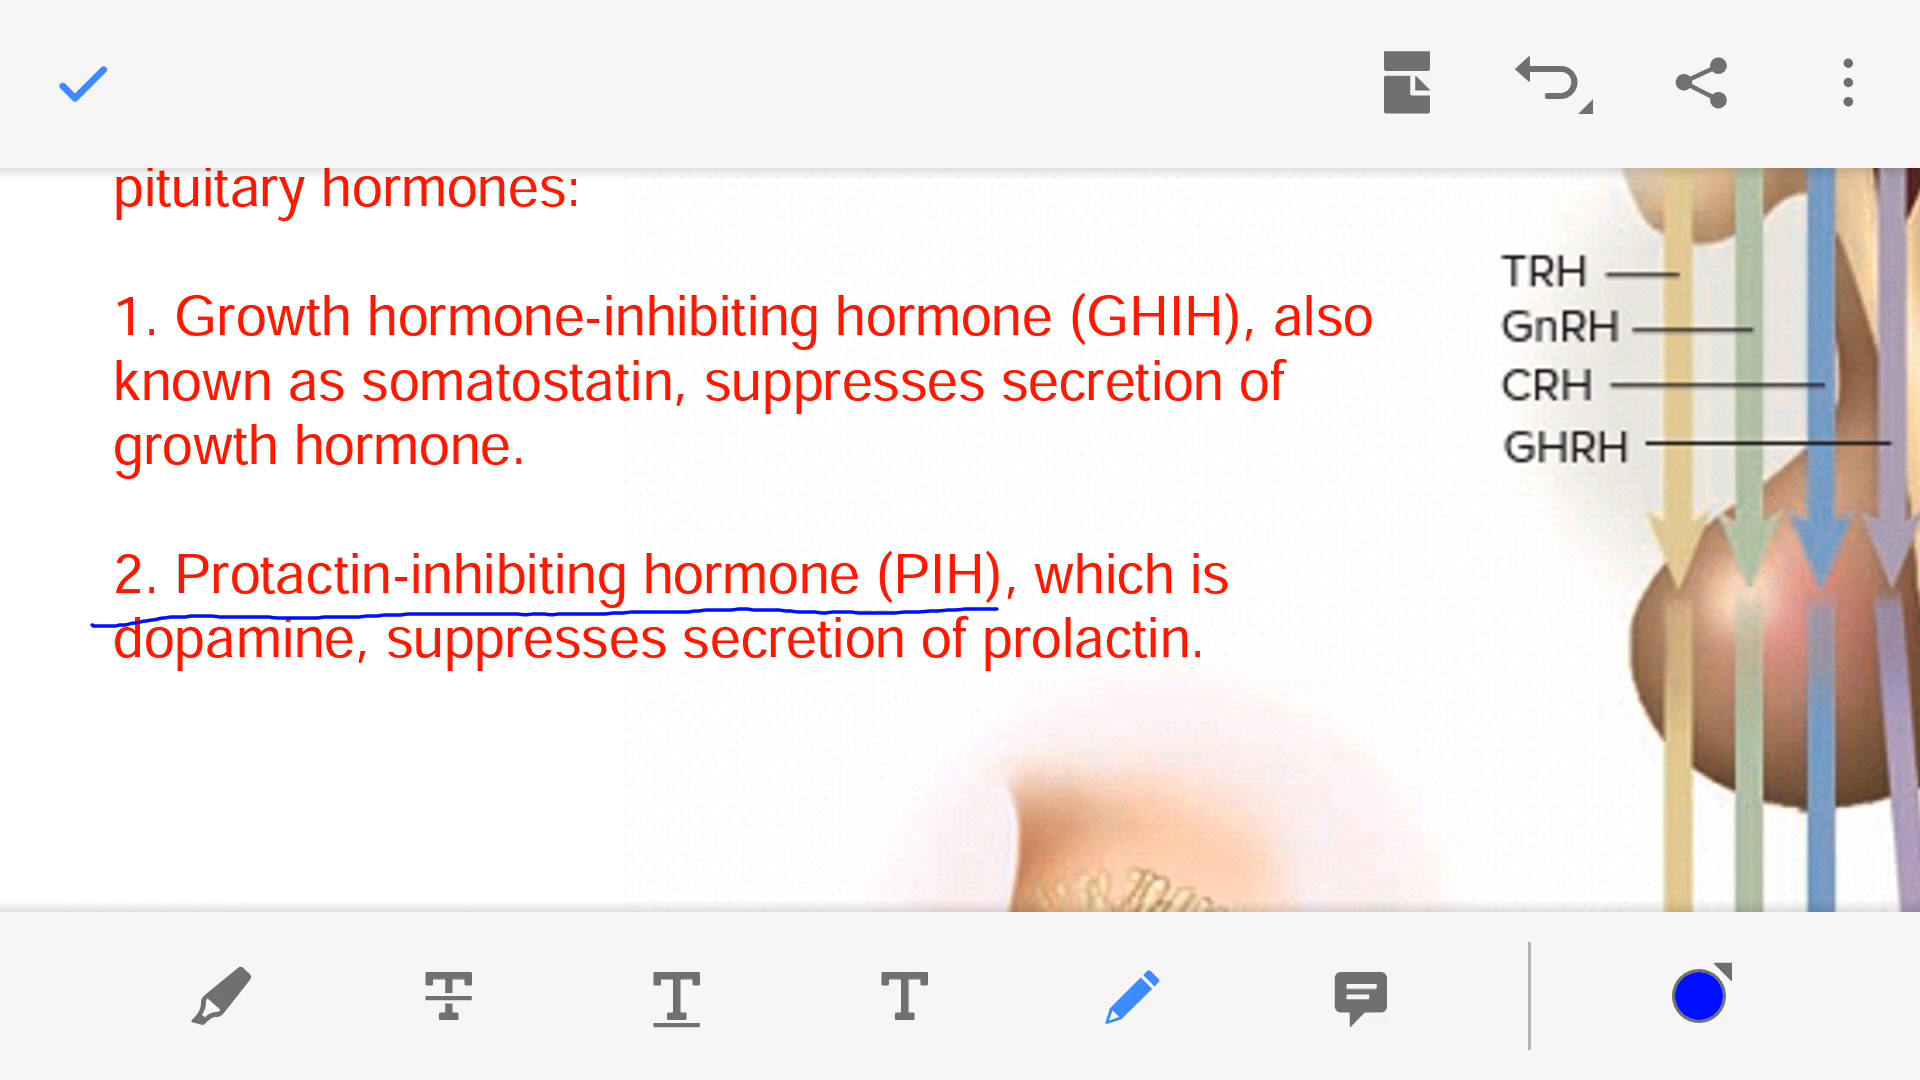 pituitary hormones:
1. Growth hormone-inhibiting hormone (GHIH), also
known as somatostatin, suppresses secretion of
growth hormone.
2. Protactin-inhibiting hormone (PIH), which is
dopamine, suppresses secretion of prolactin.
TRH
GnRH
CRH
GHRH